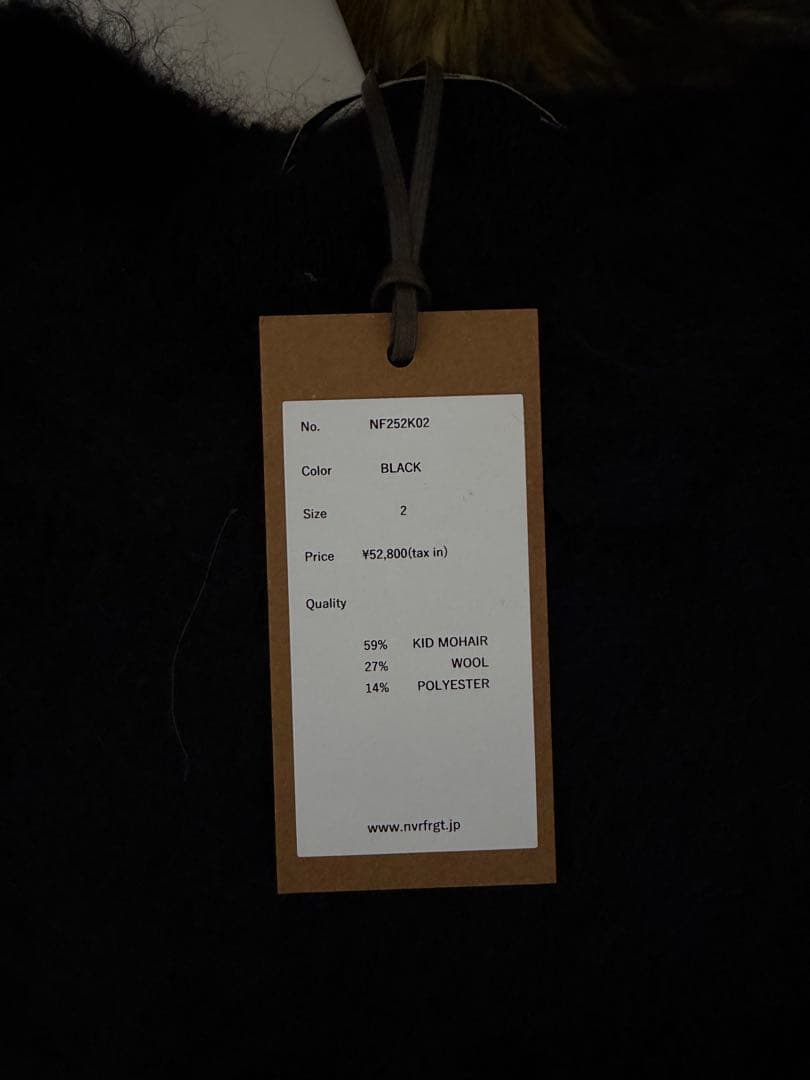 No. NF252K02
Color BLACK
Size 2
Price ¥52,800(tax in)
Quality
59% KID MOHAIR
27% WOOL
14% POLYESTER
www.nvrfrgt.jp